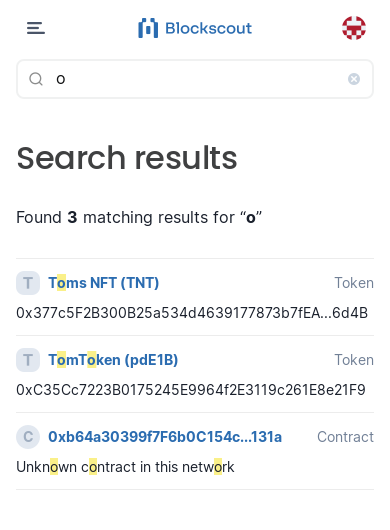 Blockscout
o
Search results
Found 3 matching results for “o”
T Toms NFT (TNT) Token
0x377c5F2B300B25a534d4639177873b7fEA...6d4B
T TomToken (pdE1B) Token
0xC35Cc7223B0175245E9964f2E3119c261E8e21F9
C 0xb64a30399f7F6b0C154c...131a Contract
Unknown contract in this network